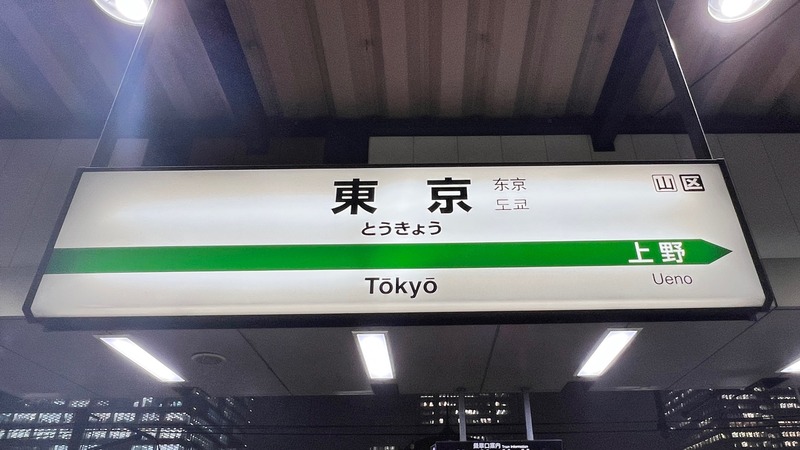 東京
东京
도쿄
山区
とうきょう
上野
Tōkyō
Ueno